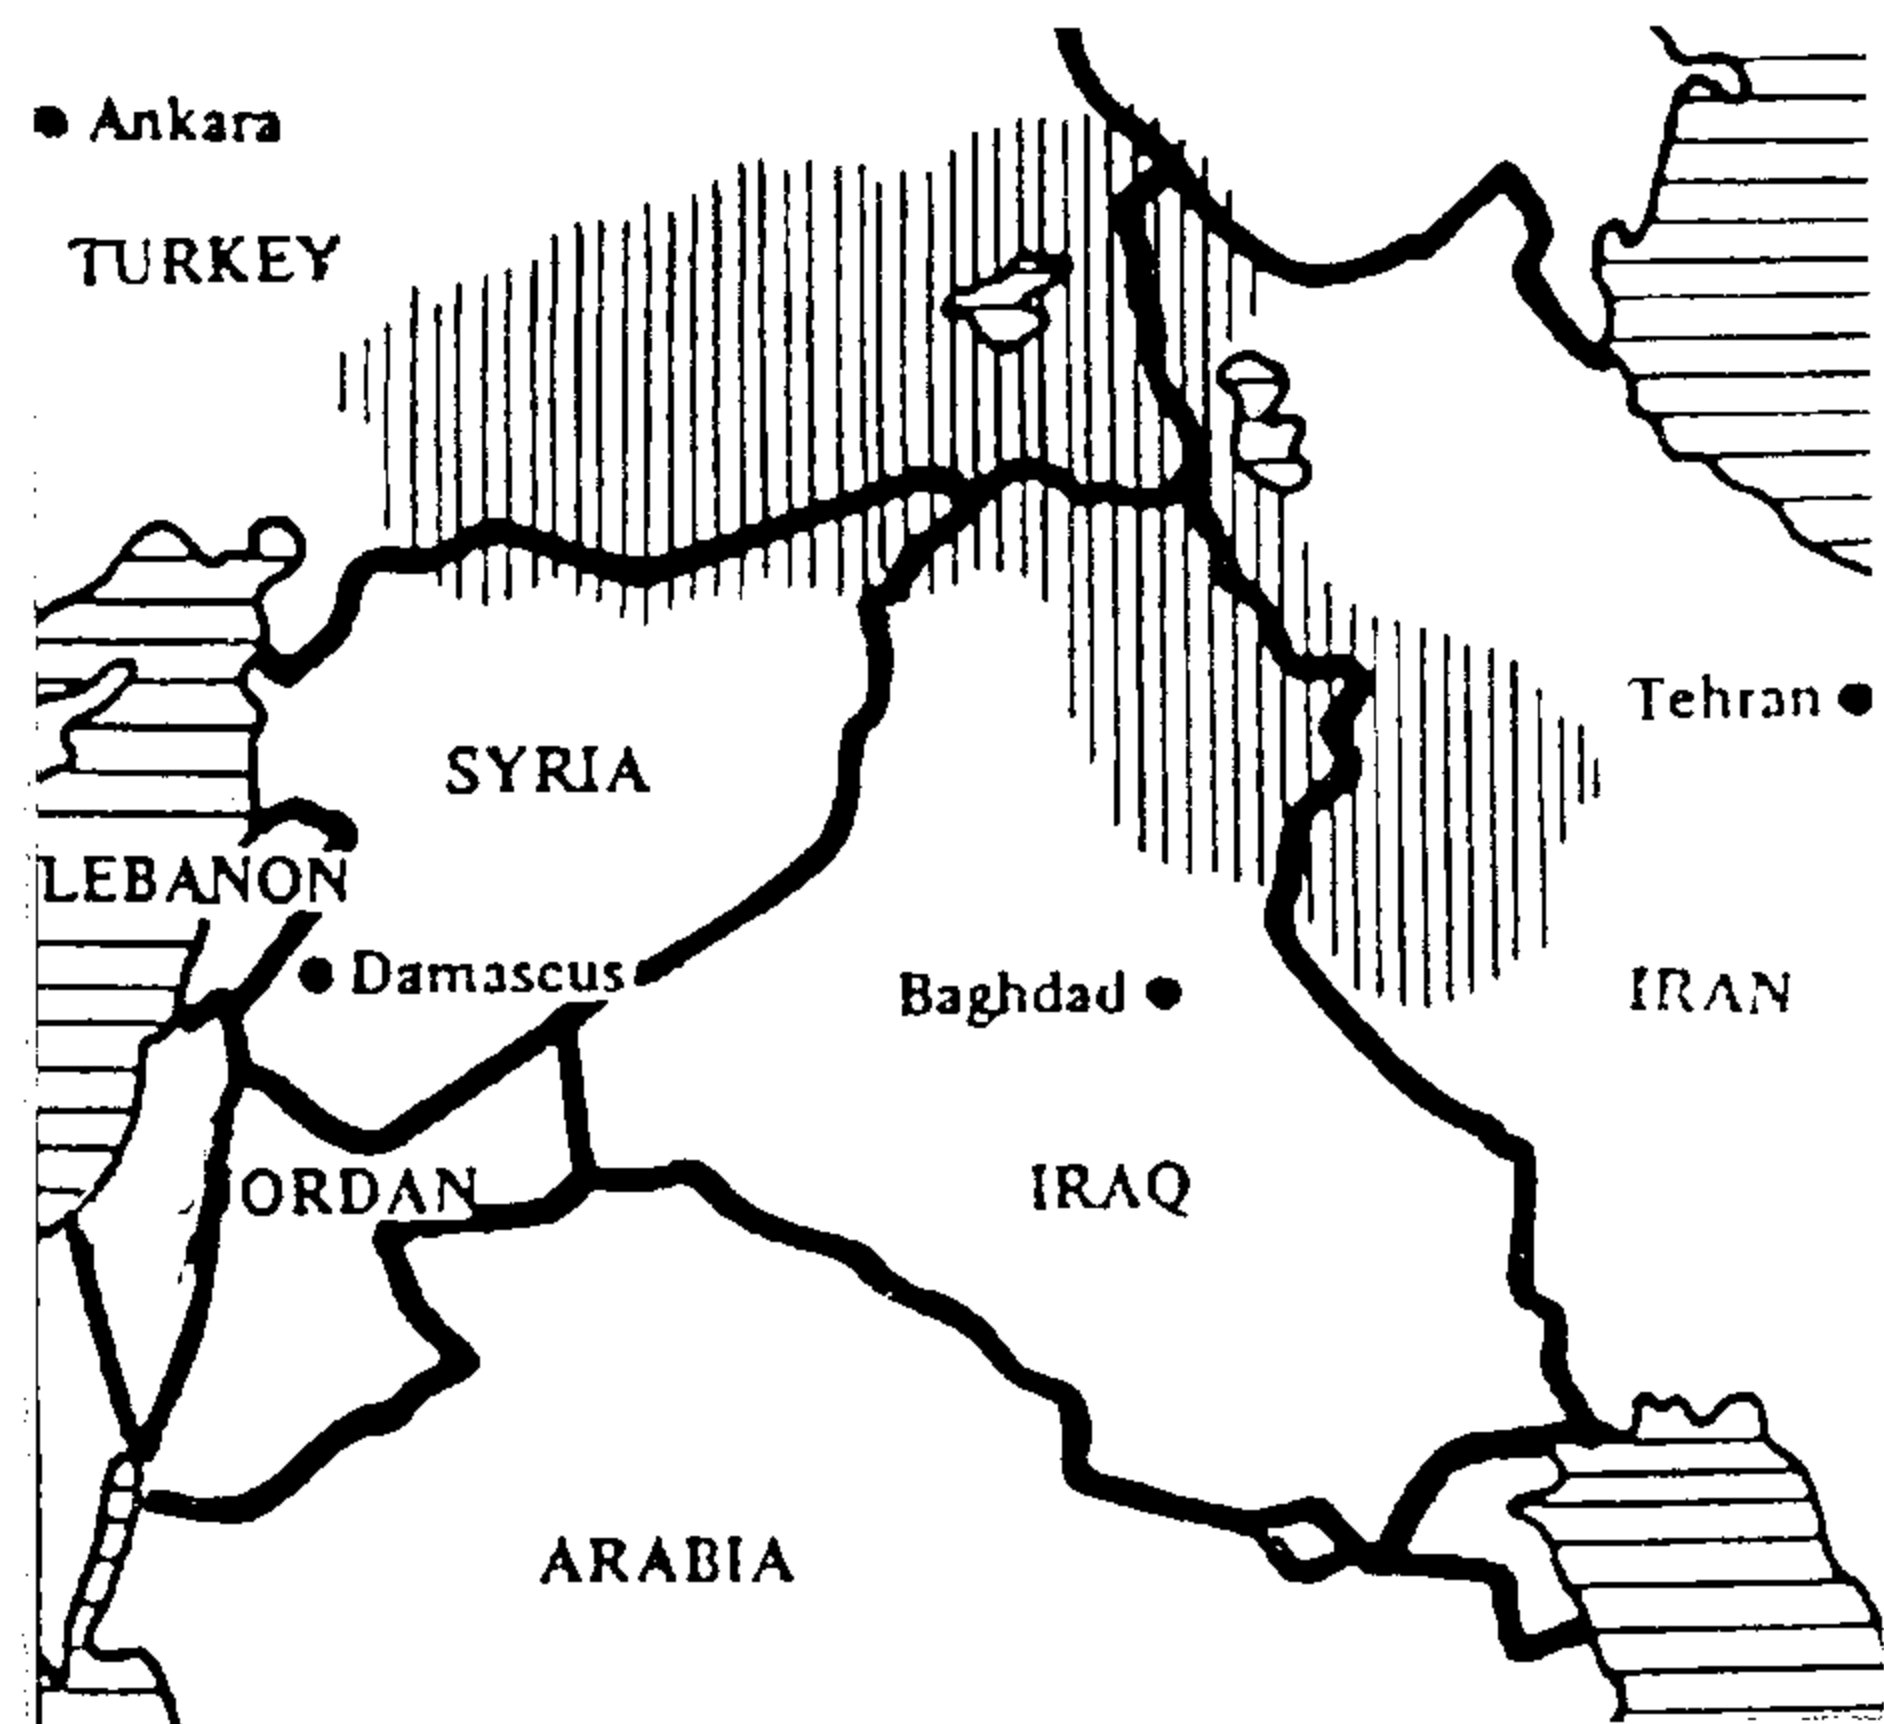 Ankara
TURKEY
Tehran
SYRIA
LEBANON
Damascus
Baghdad
IRAN
JORDAN
IRAQ
ARABIA